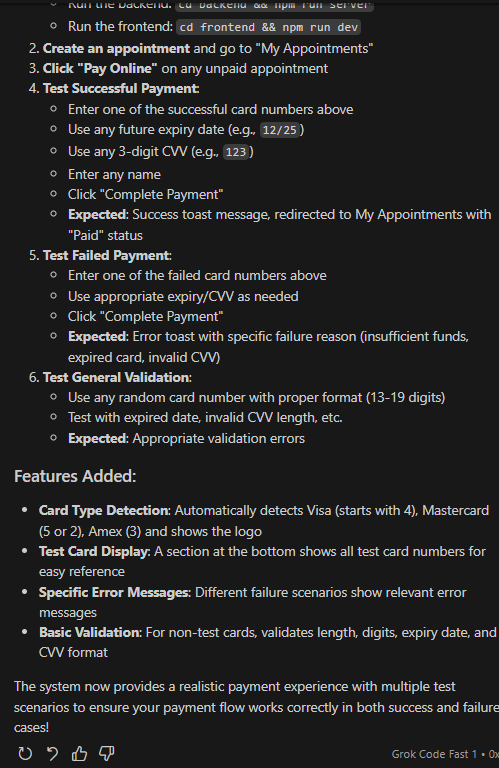 Run the backend: cd backend && npm run server
Run the frontend: cd frontend && npm run dev
2. Create an appointment and go to "My Appointments"
3. Click "Pay Online" on any unpaid appointment
4. Test Successful Payment:
Enter one of the successful card numbers above
Use any future expiry date (e.g., 12/25)
Use any 3-digit CVV (e.g., 123)
Enter any name
Click "Complete Payment"
Expected: Success toast message, redirected to My Appointments with
"Paid" status
5. Test Failed Payment:
Enter one of the failed card numbers above
Use appropriate expiry/CVV as needed
Click "Complete Payment"
Expected: Error toast with specific failure reason (insufficient funds,
expired card, invalid CVV)
6. Test General Validation:
Use any random card number with proper format (13-19 digits)
Test with expired date, invalid CVV length, etc.
Expected: Appropriate validation errors
Features Added:
Card Type Detection: Automatically detects Visa (starts with 4), Mastercard
(5 or 2), Amex (3) and shows the logo
Test Card Display: A section at the bottom shows all test card numbers for
easy reference
Specific Error Messages: Different failure scenarios show relevant error
messages
Basic Validation: For non-test cards, validates length, digits, expiry date, and
CVV format
The system now provides a realistic payment experience with multiple test
scenarios to ensure your payment flow works correctly in both success and failure
cases!
Grok Code Fast 1 • 0x